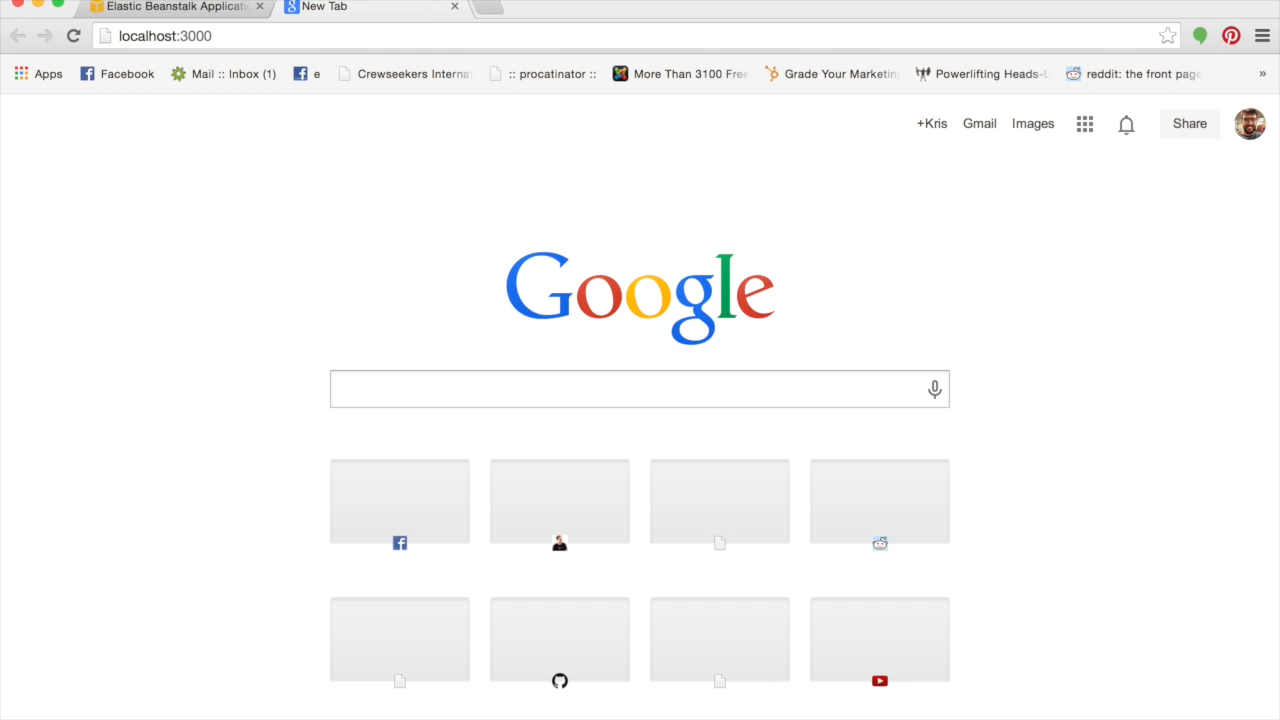 Elastic Beanstalk Applicati
New Tab
localhost:3000
Apps
Facebook
Mail :: Inbox (1)
e
Crewseekers Interna
:: procatinator ::
More Than 3100 Free
Grade Your Marketing
Powerlifting Heads-U
reddit: the front page
»
+Kris
Gmail
Images
Share
Google